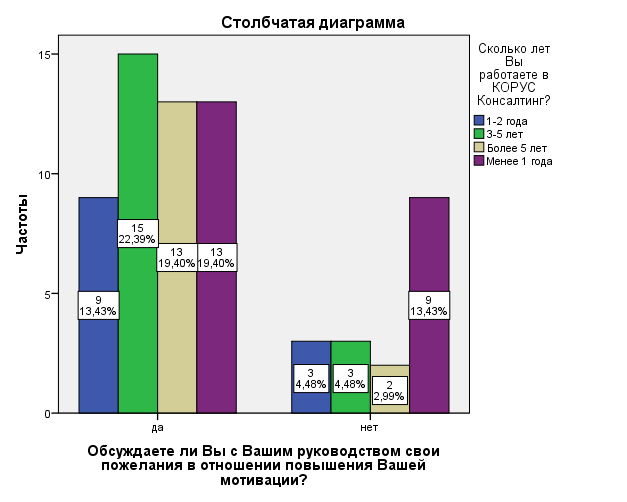 Столбчатая диаграмма
Частоты
15
10
5
0
9
13,43%
15
22,39%
13
19,40%
13
19,40%
3
4,48%
3
4,48%
2
2,99%
9
13,43%
да
нет
Обсуждаете ли Вы с Вашим руководством свои
пожелания в отношении повышения Вашей
мотивации?
Сколько лет
Вы
работаете в
КОРУС
Консалтинг?
1-2 года
3-5 лет
Более 5 лет
Менее 1 года